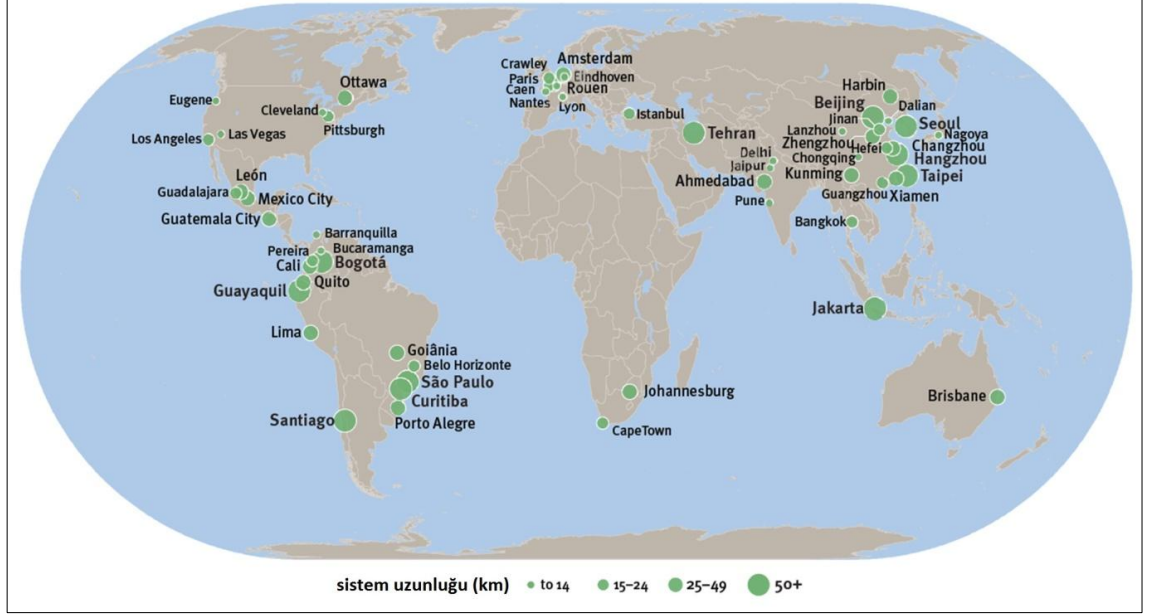 Crawley
Amsterdam
Paris
Eindhoven
Caen
Rouen
Nantes
Lyon
Ottawa
Eugene
Cleveland
Pittsburgh
Los Angeles
Las Vegas
Istanbul
Tehran
Harbin
Beijing
Dalian
Jinan
Seoul
Lanzhou
Nagoya
Zhengzhou
Hefei
Changzhou
Chongqing
Hangzhou
Delhi
Jaipur
Kunming
Taipei
Ahmedabad
Guangzhou
Xiamen
Pune
Bangkok
León
Guadalajara
Mexico City
Guatemala City
Barranquilla
Pereira
Bucaramanga
Cali
Bogotá
Quito
Guayaquil
Jakarta
Lima
Goiânia
Belo Horizonte
São Paulo
Curitiba
Johannesburg
Brisbane
Santiago
Porto Alegre
CapeTown
sistem uzunluğu (km) to 14 15–24 25–49 50+